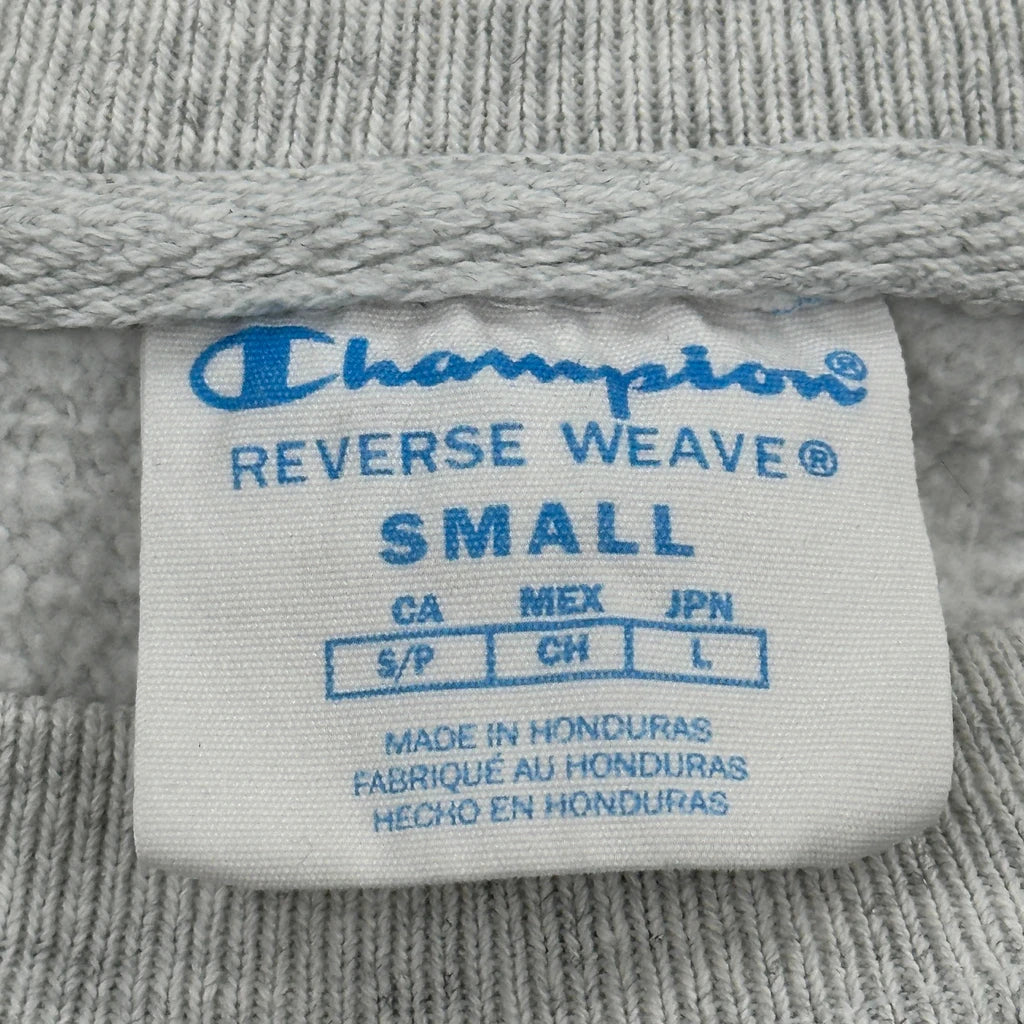 Champion®
REVERSE WEAVE®
SMALL
CA MEX JPN
S/P CH L
MADE IN HONDURAS
FABRIQUÉ AU HONDURAS
HECHO EN HONDURAS